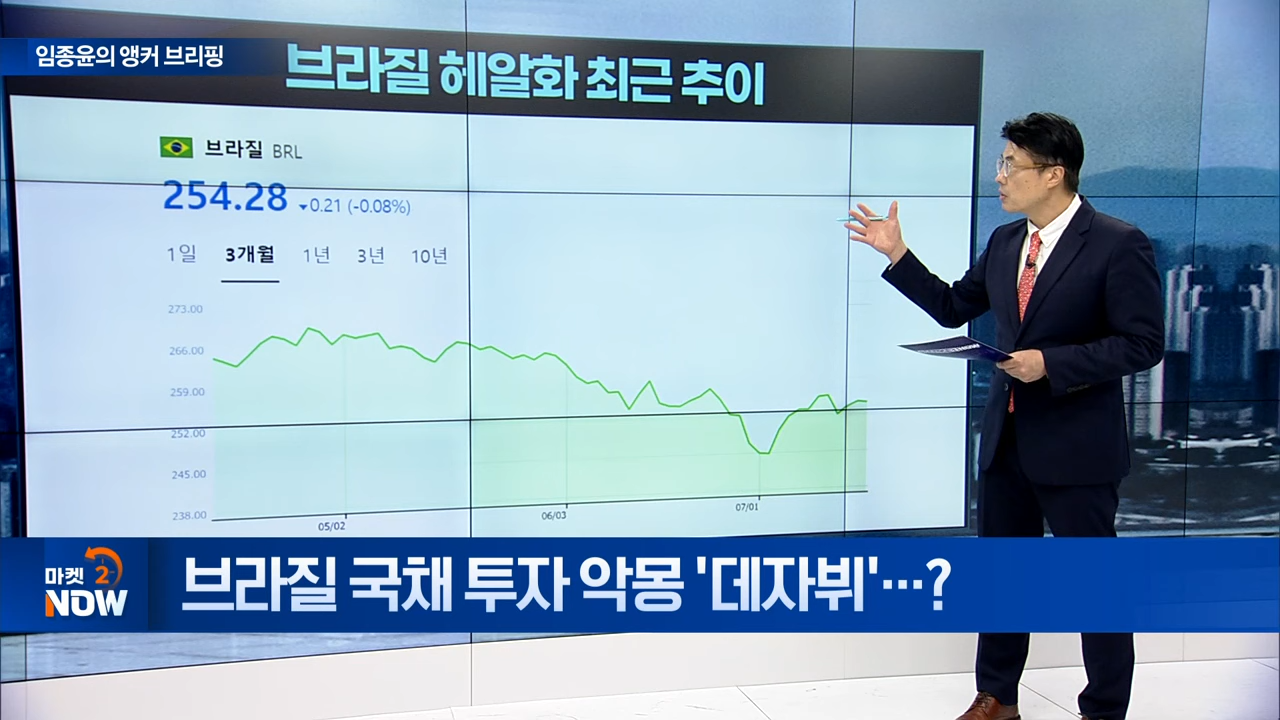 임종윤의 앵커 브리핑
브라질 헤알화 최근 추이
브라질 BRL
254.28 ▼0.21 (-0.08%)
1일 3개월 1년 3년 10년
273.00
266.00
259.00
252.00
245.00
238.00
05/02 06/03 07/01
마켓 2
NOW
브라질 국채 투자 악몽 '데자뷔'…?